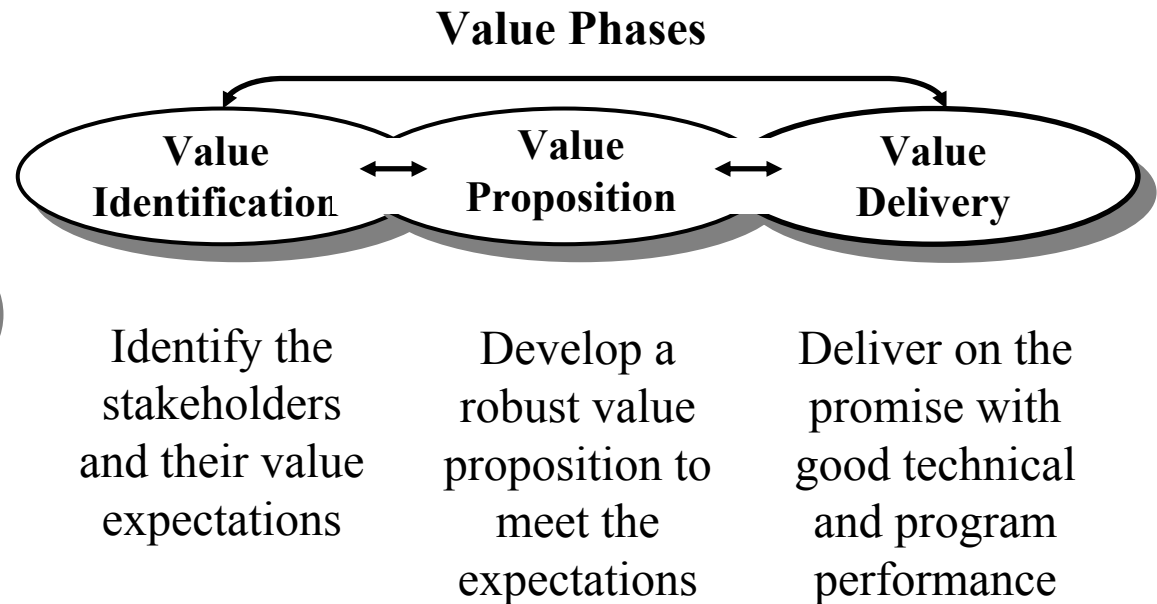 Value Phases
Value
Identification
Value
Proposition
Value
Delivery
Identify the
stakeholders
and their value
expectations
Develop a
robust value
proposition to
meet the
expectations
Deliver on the
promise with
good technical
and program
performance